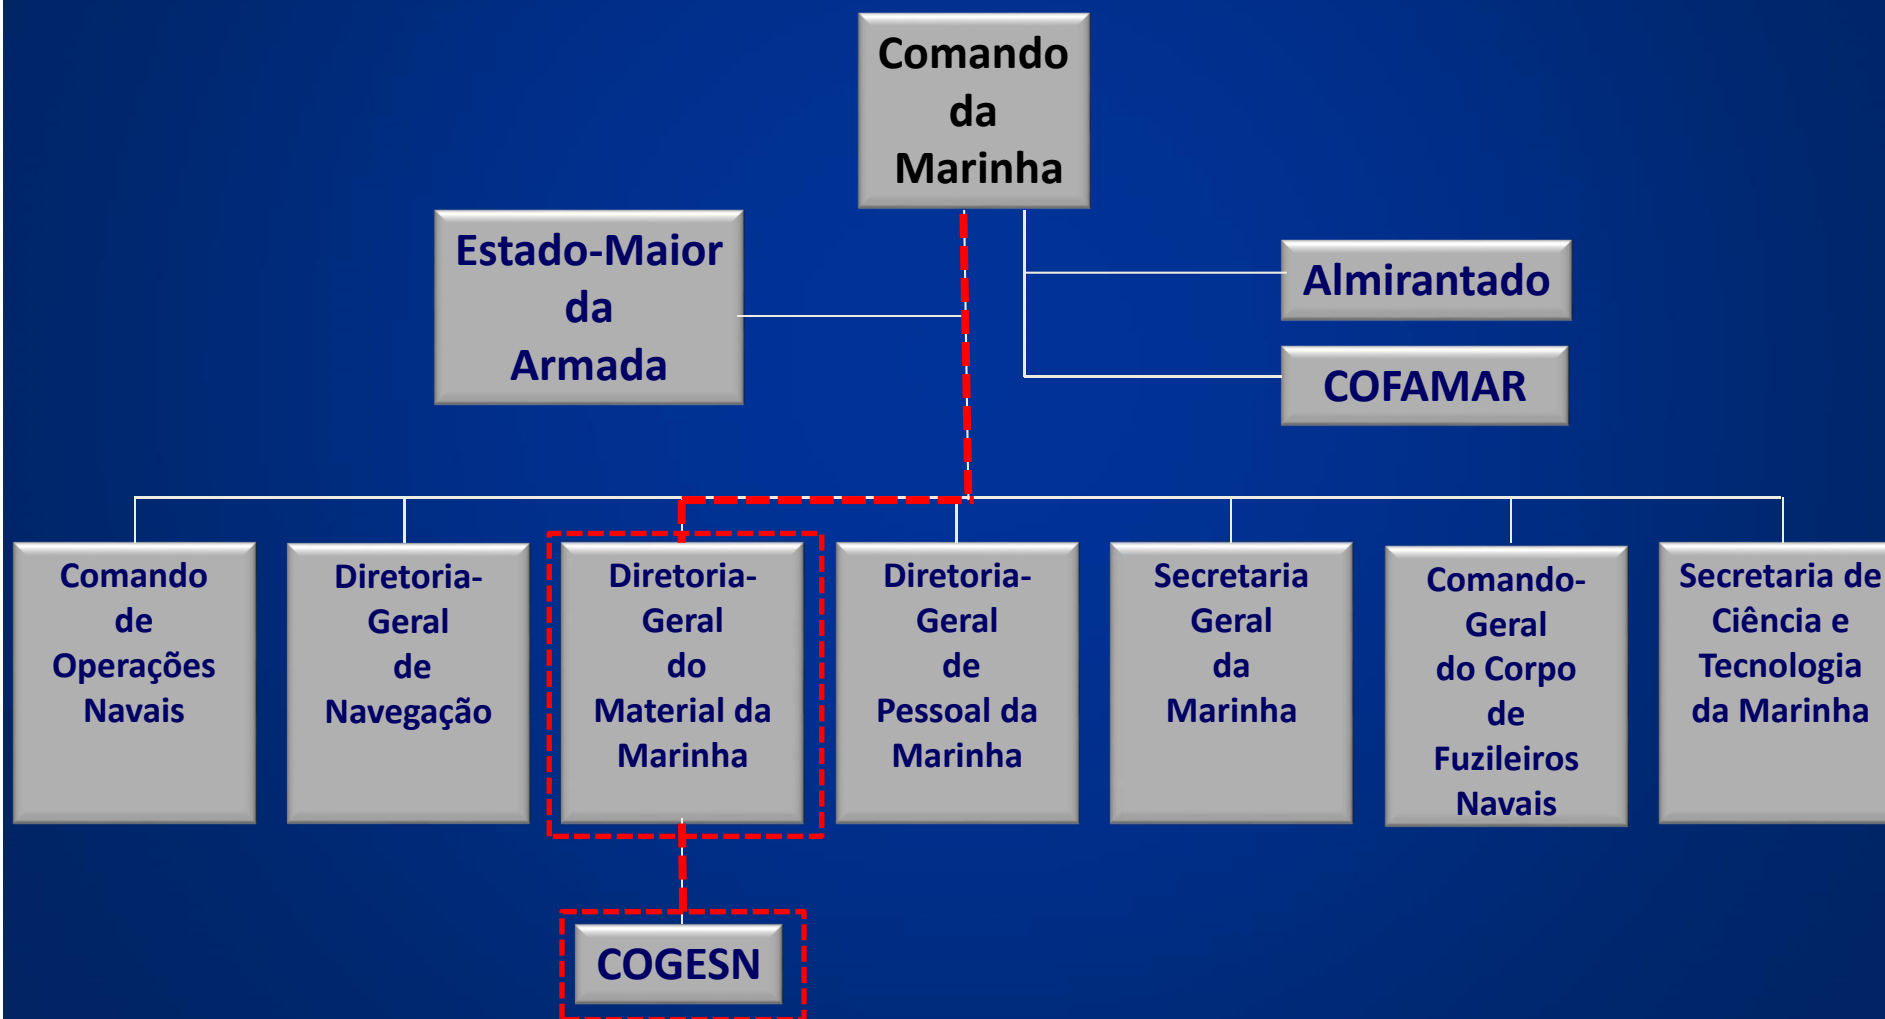 Comando
da
Marinha
Estado-Maior
da
Armada
Almirantado
COFAMAR
Comando
de
Operações
Navais
Diretoria-
Geral
de
Navegação
Diretoria-
Geral
do
Material da
Marinha
Diretoria-
Geral
de
Pessoal da
Marinha
Secretaria
Geral
da
Marinha
Comando-
Geral
do Corpo
de
Fuzileiros
Navais
Secretaria de
Ciência e
Tecnologia
da Marinha
COGESN